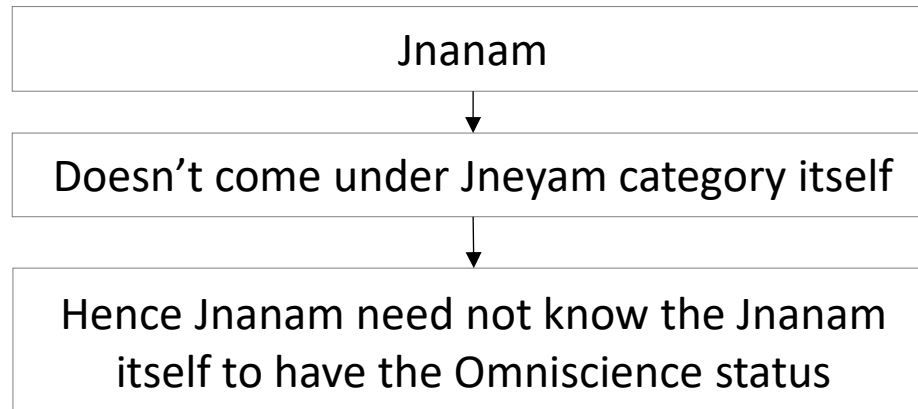 Jnanam
Doesn’t come under Jneyam category itself
Hence Jnanam need not know the Jnanam
itself to have the Omniscience status